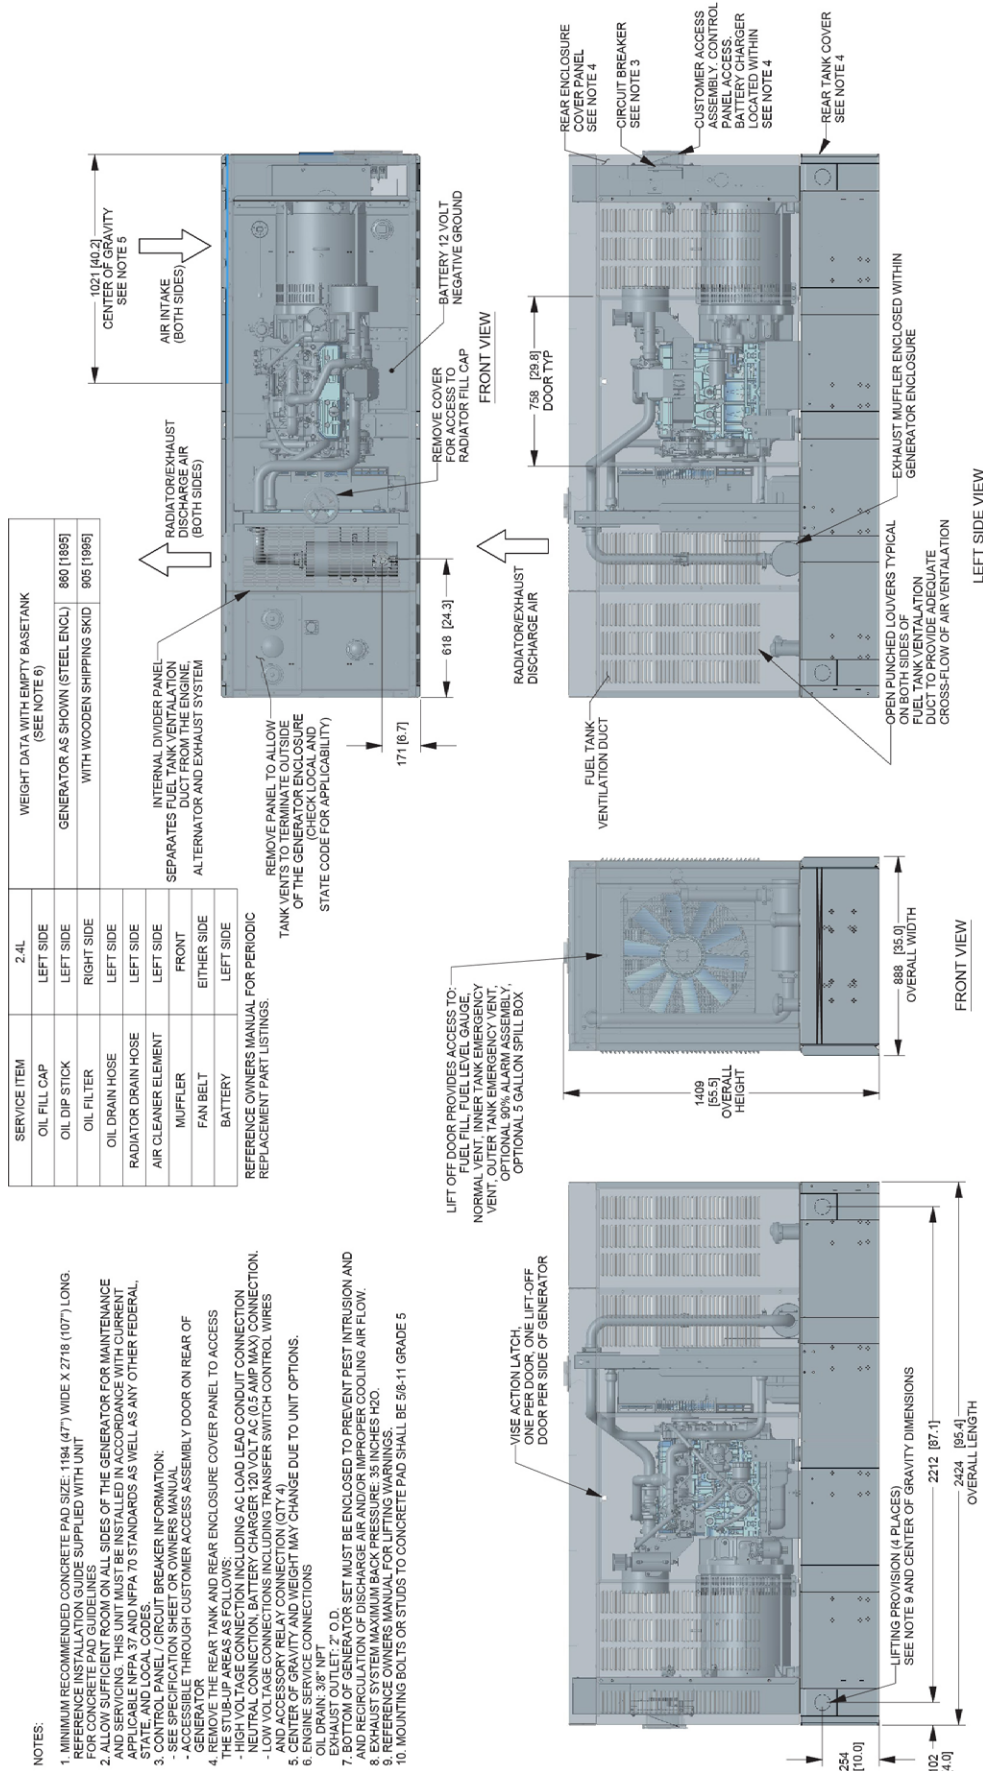 NOTES:
1. MINIMUM RECOMMENDED CONCRETE PAD SIZE: 1194 (47") WIDE X 2718 (107") LONG.
REFERENCE INSTALLATION GUIDE SUPPLIED WITH UNIT
FOR CONCRETE PAD GUIDELINES
2. ALLOW SUFFICIENT ROOM ON ALL SIDES OF THE GENERATOR FOR MAINTENANCE
AND SERVICING. THIS UNIT MUST BE INSTALLED IN ACCORDANCE WITH CURRENT
APPLICABLE NFPA 37 AND NFPA 70 STANDARDS AS WELL AS ANY OTHER FEDERAL,
STATE, AND LOCAL CODES.
3. CONTROL PANEL / CIRCUIT BREAKER INFORMATION:
- SEE SPECIFICATION SHEET OR OWNERS MANUAL
- ACCESSIBLE THROUGH CUSTOMER ACCESS ASSEMBLY DOOR ON REAR OF
GENERATOR
4. REMOVE THE REAR TANK AND REAR ENCLOSURE COVER PANEL TO ACCESS
THE STUB-UP AREAS AS FOLLOWS:
- HIGH VOLTAGE CONNECTION INCLUDING AC LOAD LEAD CONDUIT CONNECTION
NEUTRAL CONNECTION, BATTERY CHARGER 120 VOLT AC (0.5 AMP MAX) CONNECTION.
- LOW VOLTAGE CONNECTIONS INCLUDING TRANSFER SWITCH CONTROL WIRES
AND ACCESSORY RELAY CONNECTION (QTY 4)
5. CENTER OF GRAVITY AND WEIGHT MAY CHANGE DUE TO UNIT OPTIONS.
6. ENGINE SERVICE CONNECTIONS
OIL DRAIN: 3/8" NPT
EXHAUST OUTLET: 2" O.D.
7. BOTTOM OF GENERATOR SET MUST BE ENCLOSED TO PREVENT PEST INTRUSION AND
AND RECIRCULATION OF DISCHARGE AIR AND/OR IMPROPER COOLING AIR FLOW.
8. EXHAUST SYSTEM MAXIMUM BACK PRESSURE: 35 INCHES H2O.
9. REFERENCE OWNERS MANUAL FOR LIFTING WARNINGS.
10. MOUNTING BOLTS OR STUDS TO CONCRETE PAD SHALL BE 5/8-11 GRADE 5
SERVICE ITEM 2.4L
OIL FILL CAP LEFT SIDE
OIL DIP STICK LEFT SIDE
OIL FILTER RIGHT SIDE
OIL DRAIN HOSE LEFT SIDE
RADIATOR DRAIN HOSE LEFT SIDE
AIR CLEANER ELEMENT LEFT SIDE
MUFFLER FRONT
FAN BELT EITHER SIDE
BATTERY LEFT SIDE
REFERENCE OWNERS MANUAL FOR PERIODIC
REPLACEMENT PART LISTINGS.
WEIGHT DATA WITH EMPTY BASETANK
(SEE NOTE 6)
GENERATOR AS SHOWN (STEEL ENCL) 860 [1895]
WITH WOODEN SHIPPING SKID 905 [1995]
INTERNAL DIVIDER PANEL
SEPARATES FUEL TANK VENTALATION
DUCT FROM THE ENGINE,
ALTERNATOR AND EXHAUST SYSTEM
REMOVE PANEL TO ALLOW
TANK VENTS TO TERMINATE OUTSIDE
OF THE GENERATOR ENCLOSURE
(CHECK LOCAL AND
STATE CODE FOR APPLICABILITY)
171 [6.7]
618 [24.3]
RADIATOR/EXHAUST
DISCHARGE AIR
(BOTH SIDES)
AIR INTAKE
(BOTH SIDES)
1021 [40.2]
CENTER OF GRAVITY
SEE NOTE 5
REMOVE COVER
FOR ACCESS TO
RADIATOR FILL CAP
BATTERY 12 VOLT
NEGATIVE GROUND
FRONT VIEW
VISE ACTION LATCH,
ONE PER DOOR, ONE LIFT-OFF
DOOR PER SIDE OF GENERATOR
LIFTING PROVISION (4 PLACES)
SEE NOTE 9 AND CENTER OF GRAVITY DIMENSIONS
254
[10.0]
102
4.0]
2212 [87.1]
2424 [95.4]
OVERALL LENGTH
LIFT OFF DOOR PROVIDES ACCESS TO:
FUEL FILL, FUEL LEVEL GAUGE,
NORMAL VENT, INNER TANK EMERGENCY
VENT, OUTER TANK EMERGENCY VENT,
OPTIONAL 90% ALARM ASSEMBLY,
OPTIONAL 5 GALLON SPILL BOX
1409
[55.5]
OVERALL
HEIGHT
888 [35.0]
OVERALL WIDTH
FRONT VIEW
FUEL TANK
VENTILATION DUCT
RADIATOR/EXHAUST
DISCHARGE AIR
758 [29.8]
DOOR TYP
REAR ENCLOSURE
COVER PANEL
SEE NOTE 4
CIRCUIT BREAKER
SEE NOTE 3
CUSTOMER ACCESS
ASSEMBLY. CONTROL
PANEL ACCESS.
BATTERY CHARGER
LOCATED WITHIN
SEE NOTE 4
REAR TANK COVER
SEE NOTE 4
OPEN PUNCHED LOUVERS TYPICAL
ON BOTH SIDES OF
FUEL TANK VENTALATION
DUCT TO PROVIDE ADEQUATE
CROSS-FLOW OF AIR VENTALATION
EXHAUST MUFFLER ENCLOSED WITHIN
GENERATOR ENCLOSURE
LEFT SIDE VIEW